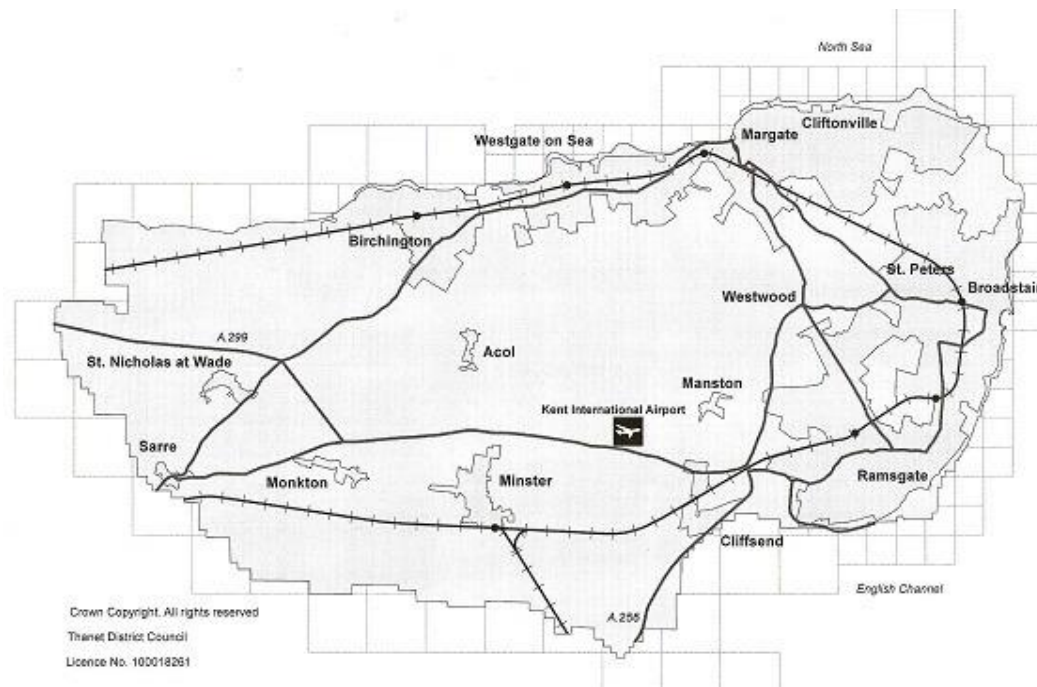 North Sea
Cliftonville
Margate
Westgate on Sea
Birchington
St. Peters
Broadstair
Westwood
A.299
Acol
St. Nicholas at Wade
Manston
Kent International Airport
Sarre
Monkton
Minster
Ramsgate
Cliffsend
English Channel
A.256
Crown Copyright. All rights reserved
Thanet District Council
Licence No. 100018261